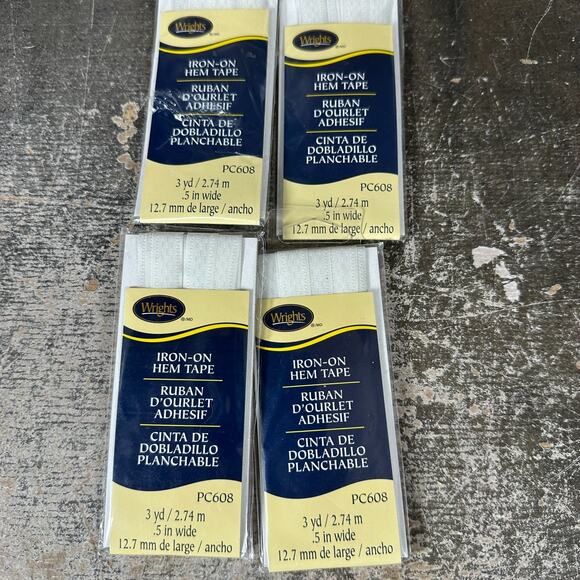 Wrights
®/MD
IRON-ON
HEM TAPE
RUBAN
D'OURLET
ADHESIF
CINTA DE
DOBLADILLO
PLANCHABLE
PC608
3 yd / 2.74 m
.5 in wide
12.7 mm de large / ancho
Wrights
®/MD
IRON-ON
HEM TAPE
RUBAN
D'OURLET
ADHESIF
CINTA DE
DOBLADILLO
PLANCHABLE
PC608
3 yd / 2.74 m
.5 in wide
12.7 mm de large / ancho
Wrights
®/MD
IRON-ON
HEM TAPE
RUBAN
D'OURLET
ADHESIF
CINTA DE
DOBLADILLO
PLANCHABLE
PC608
3 yd / 2.74 m
.5 in wide
12.7 mm de large / ancho
Wrights
®/MD
IRON-ON
HEM TAPE
RUBAN
D'OURLET
ADHESIF
CINTA DE
DOBLADILLO
PLANCHABLE
PC608
3 yd / 2.74 m
.5 in wide
12.7 mm de large / ancho